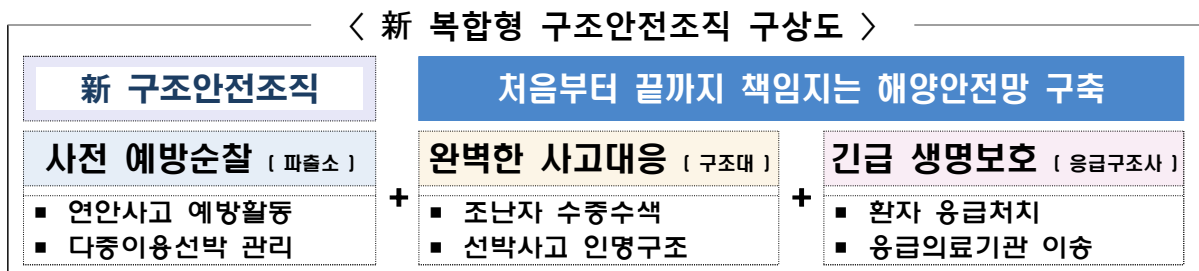 〈 新 복합형 구조안전조직 구상도 〉
新 구조안전조직
처음부터 끝까지 책임지는 해양안전망 구축
사전 예방순찰 ( 파출소 )
▪ 연안사고 예방활동
▪ 다중이용선박 관리
+
완벽한 사고대응 ( 구조대 )
▪ 조난자 수중수색
▪ 선박사고 인명구조
+
긴급 생명보호 ( 응급구조사 )
▪ 환자 응급처치
▪ 응급의료기관 이송